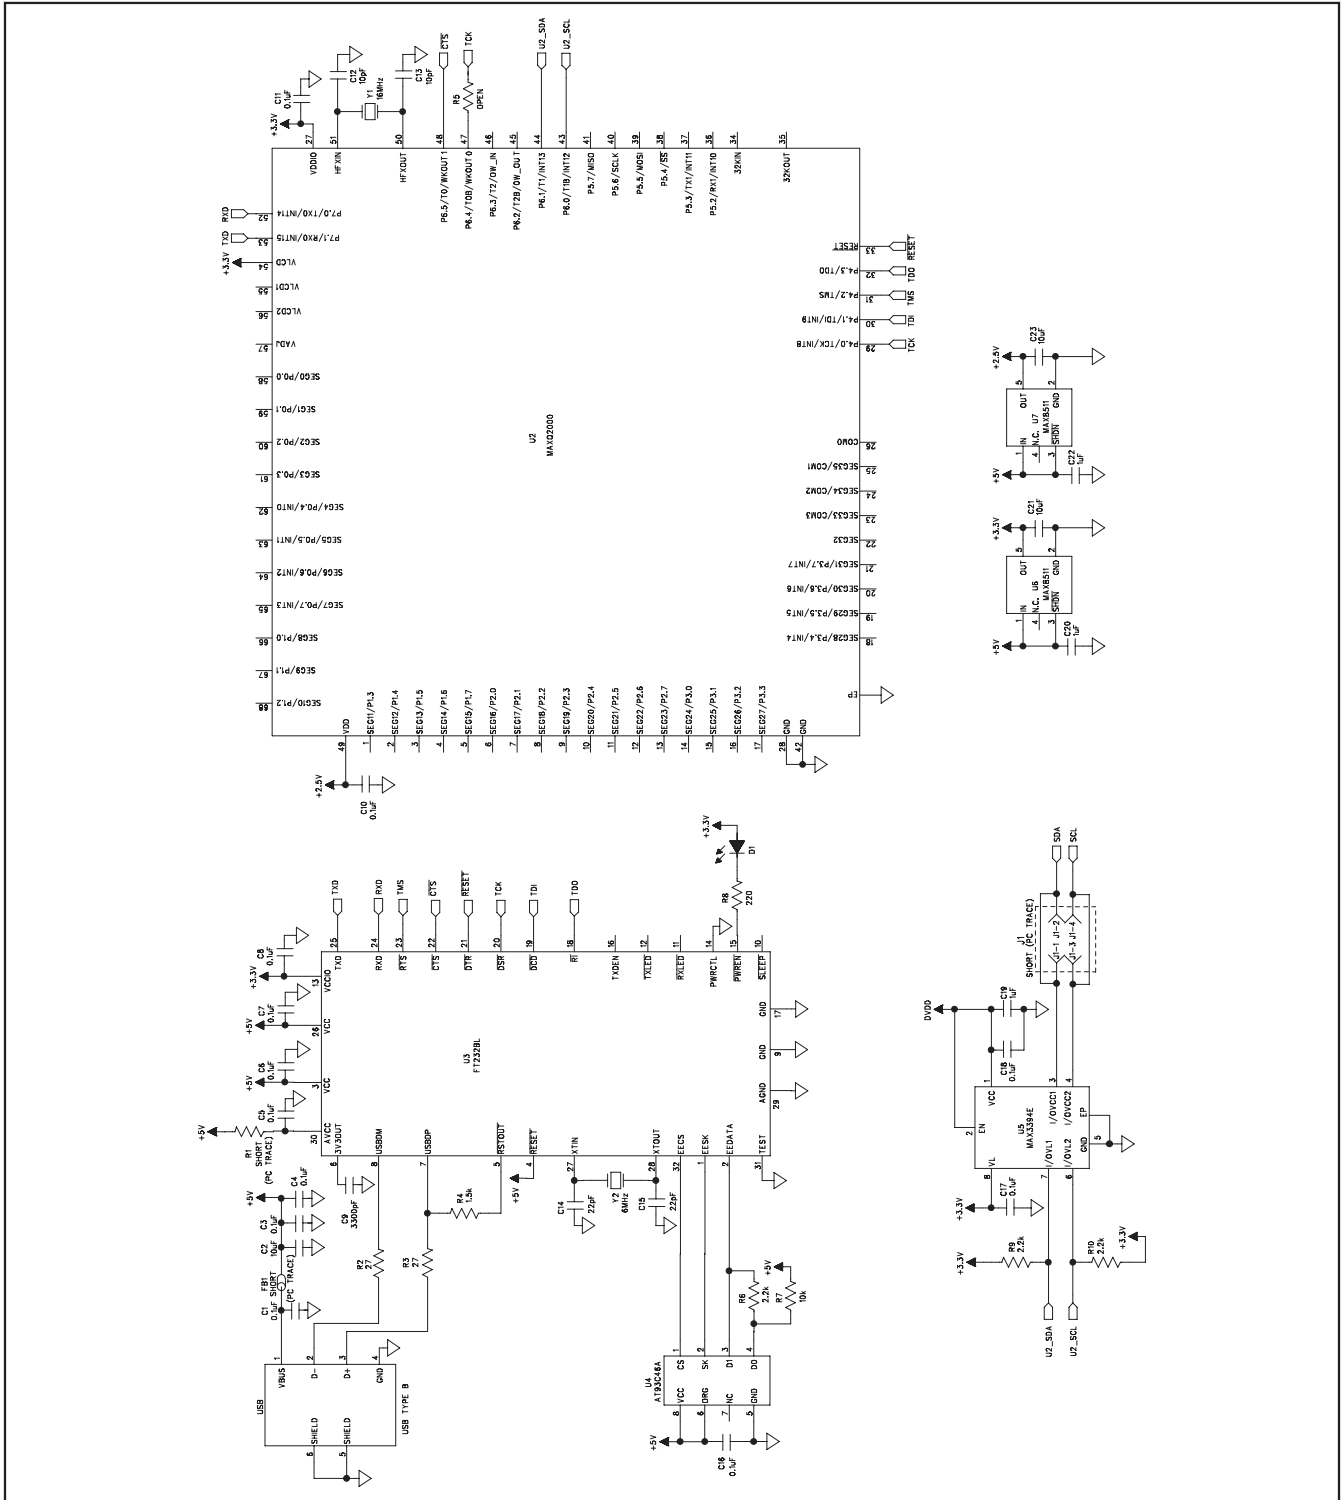 USB
USB TYPE B
VBUS
1
D-
2
D+
3
GND
4
SHIELD
6
SHIELD
5
C1
0.1uF
FB1
SHORT
(PC TRACE)
C2
10uF
C3
0.1uF
C4
0.1uF
+5V
R1
SHORT
(PC TRACE)
+5V
C5
0.1uF
C6
0.1uF
+5V
C7
0.1uF
+5V
C8
0.1uF
+3.3V
C9
3300pF
R2
27
R3
27
R4
1.5k
+5V
C14
22pF
Y2
6MHz
C15
22pF
U3
FT232BL
30
AVCC
3
VCC
26
VCC
13
VCCIO
6
3V3OUT
8
USBDM
7
USBDP
5
RSTOUT
4
RESET
27
XTIN
28
XTOUT
32
EECS
1
EESK
2
EEDATA
31
TEST
25
TXD
TXD
24
RXD
RXD
23
RTS
TMS
22
CTS
CTS
21
DTR
RESET
20
DSR
TCK
19
DCD
TDI
18
RI
TDO
16
TXDEN
12
TXLED
11
RXLED
14
PWRCTL
15
PWREN
10
SLEEP
GND
17
GND
9
AGND
29
R8
220
D1
+3.3V
U4
AT93C46A
1
CS
2
SK
3
DI
4
DO
8
VCC
6
ORG
7
NC
5
GND
+5V
C16
0.1uF
R6
2.2k
R7
10k
+5V
U2
MAXQ2000
+3.3V
C11
0.1uF
C12
10pF
Y1
16MHz
C13
10pF
27
VDDIO
51
HFXIN
50
HFXOUT
48
P6.5/T0/WKOUT1
CTS
47
P6.4/T0B/WKOUT0
R5
OPEN
TCK
46
P6.3/T2/OW_IN
45
P6.2/T2B/OW_OUT
44
P6.1/T1/INT13
U2_SDA
43
P6.0/T1B/INT12
U2_SCL
41
P5.7/MISO
40
P5.6/SCLK
39
P5.5/MOSI
38
P5.4/SS
37
P5.3/TX1/INT11
36
P5.2/RX1/INT10
34
32KIN
35
32KOUT
RXD
52
P7.0/TX0/INT14
TXD
53
P7.1/RX0/INT15
+3.3V
54
VLCD
55
VLCD1
56
VLCD2
57
VADJ
58
SEG0/P0.0
59
SEG1/P0.1
60
SEG2/P0.2
61
SEG3/P0.3
62
SEG4/P0.4/INT0
63
SEG5/P0.5/INT1
64
SEG6/P0.6/INT2
65
SEG7/P0.7/INT3
66
SEG8/P1.0
67
SEG9/P1.1
68
SEG10/P1.2
+2.5V
C10
0.1uF
49
VDD
1
SEG11/P1.3
2
SEG12/P1.4
3
SEG13/P1.5
4
SEG14/P1.6
5
SEG15/P1.7
6
SEG16/P2.0
7
SEG17/P2.1
8
SEG18/P2.2
9
SEG19/P2.3
10
SEG20/P2.4
11
SEG21/P2.5
12
SEG22/P2.6
13
SEG23/P2.7
14
SEG24/P3.0
15
SEG25/P3.1
16
SEG26/P3.2
17
SEG27/P3.3
28
GND
42
GND
RESET
33
RESET
P4.3/TDO
32
TDO
P4.2/TMS
31
TMS
P4.1/TDI/INT9
30
TDI
P4.0/TCK/INT8
29
TCK
COM0
26
SEG35/COM1
25
SEG34/COM2
24
SEG33/COM3
23
SEG32
22
SEG31/P3.7/INT7
21
SEG30/P3.6/INT6
20
SEG29/P3.5/INT5
19
SEG28/P3.4/INT4
18
EP
+2.5V
C23
10uF
5
OUT
2
GND
U7
MAX8511
1
IN
4
N.C.
3
SHDN
+5V
C22
1uF
+3.3V
C21
10uF
5
OUT
2
GND
U6
MAX8511
1
IN
4
N.C.
3
SHDN
+5V
C20
1uF
U5
MAX3394E
DVDD
C19
1uF
C18
0.1uF
1
VCC
2
EN
3
I/OVCC1
4
I/OVCC2
EP
GND
5
8
VL
7
I/OVL1
6
I/OVL2
+3.3V
C17
0.1uF
R9
2.2k
+3.3V
R10
2.2k
+3.3V
U2_SDA
U2_SCL
J1
SHORT (PC TRACE)
J1-1
J1-2
J1-3
J1-4
SDA
SCL